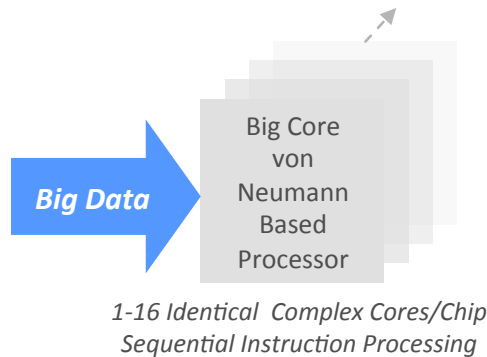 Big Data
Big Core
von
Neumann
Based
Processor
1-16 Identical Complex Cores/Chip
Sequential Instruction Processing